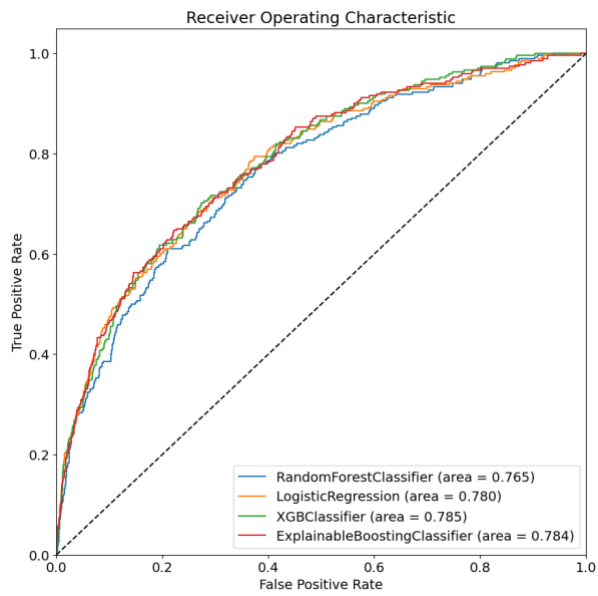 Receiver Operating Characteristic
True Positive Rate
1.0
0.8
0.6
0.4
0.2
0.0
RandomForestClassifier (area = 0.765)
LogisticRegression (area = 0.780)
XGBClassifier (area = 0.785)
ExplainableBoostingClassifier (area = 0.784)
0.0 0.2 0.4 0.6 0.8 1.0
False Positive Rate